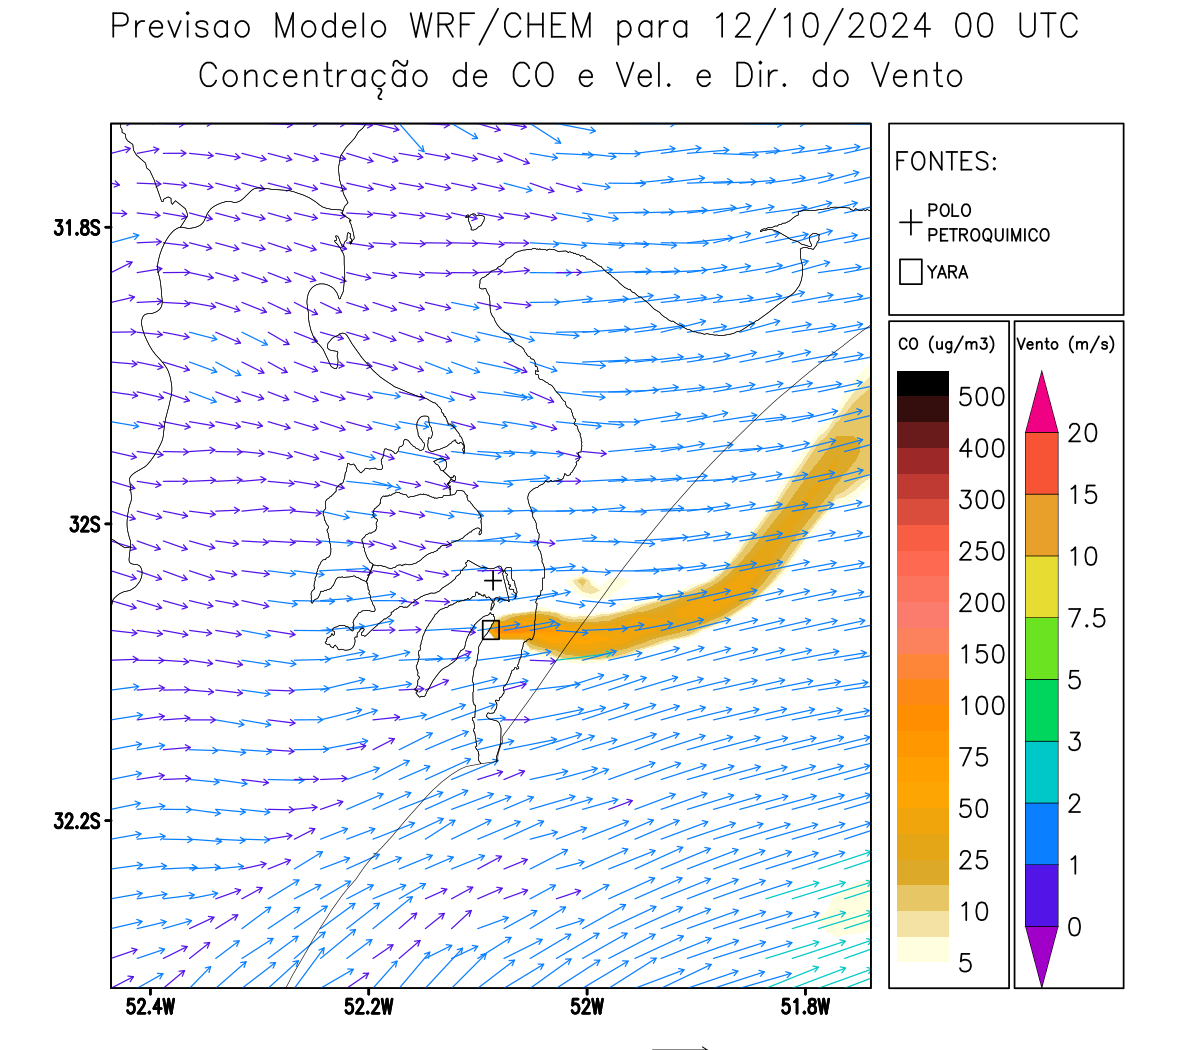 Previsao Modelo WRF/CHEM para 12/10/2024 00 UTC
Concentração de CO e Vel. e Dir. do Vento
FONTES:
POLO
PETROQUIMICO
YARA
CO (ug/m3)
500
400
300
250
200
150
100
75
50
25
10
5
Vento (m/s)
20
15
10
7.5
5
3
2
1
0
31.8S
32S
32.2S
52.4W
52.2W
52W
51.8W